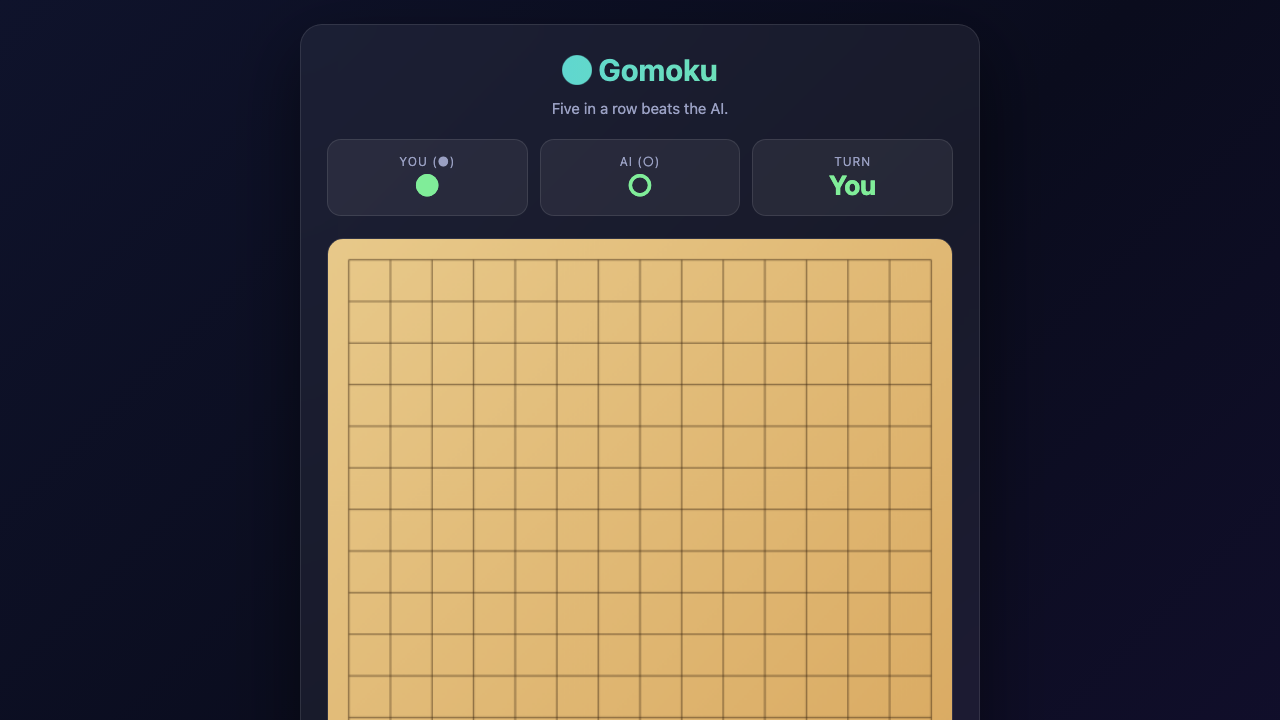 Gomoku
Five in a row beats the AI.
YOU (●)
●
AI (○)
○
TURN
You